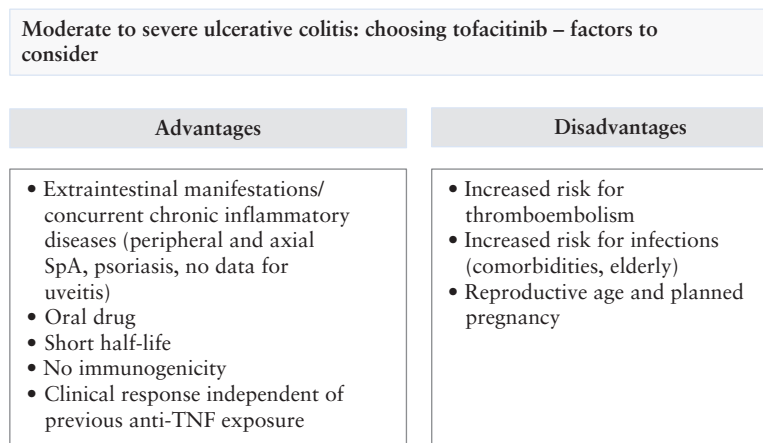 Moderate to severe ulcerative colitis: choosing tofacitinib – factors to
consider
Advantages
• Extraintestinal manifestations/
concurrent chronic inflammatory
diseases (peripheral and axial
SpA, psoriasis, no data for
uveitis)
• Oral drug
• Short half-life
• No immunogenicity
• Clinical response independent of
previous anti-TNF exposure
Disadvantages
• Increased risk for
thromboembolism
• Increased risk for infections
(comorbidities, elderly)
• Reproductive age and planned
pregnancy